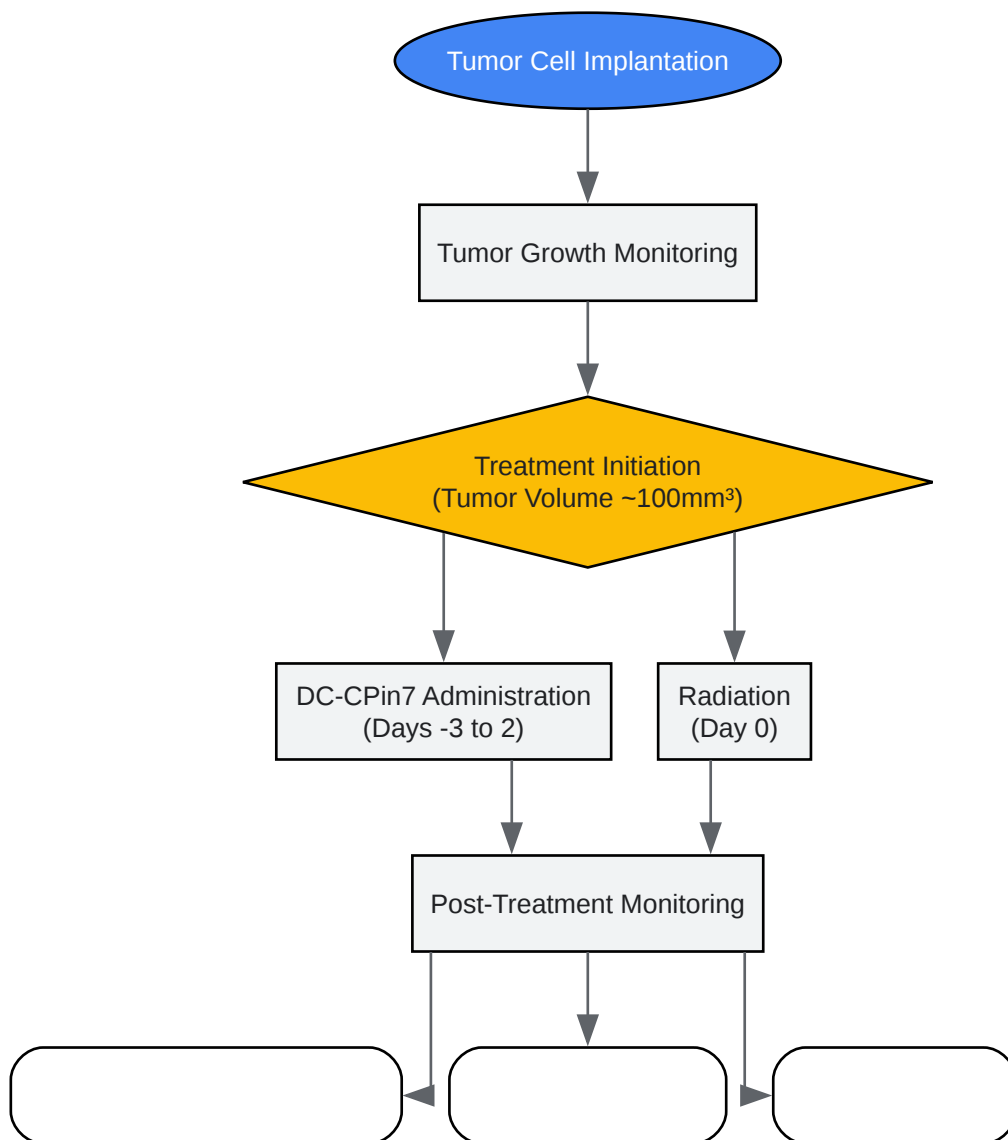 Tumor Cell Implantation
Tumor Growth Monitoring
Treatment Initiation
(Tumor Volume ~100mm³)
DC-CPin7 Administration
(Days -3 to 2)
Radiation
(Day 0)
Post-Treatment Monitoring